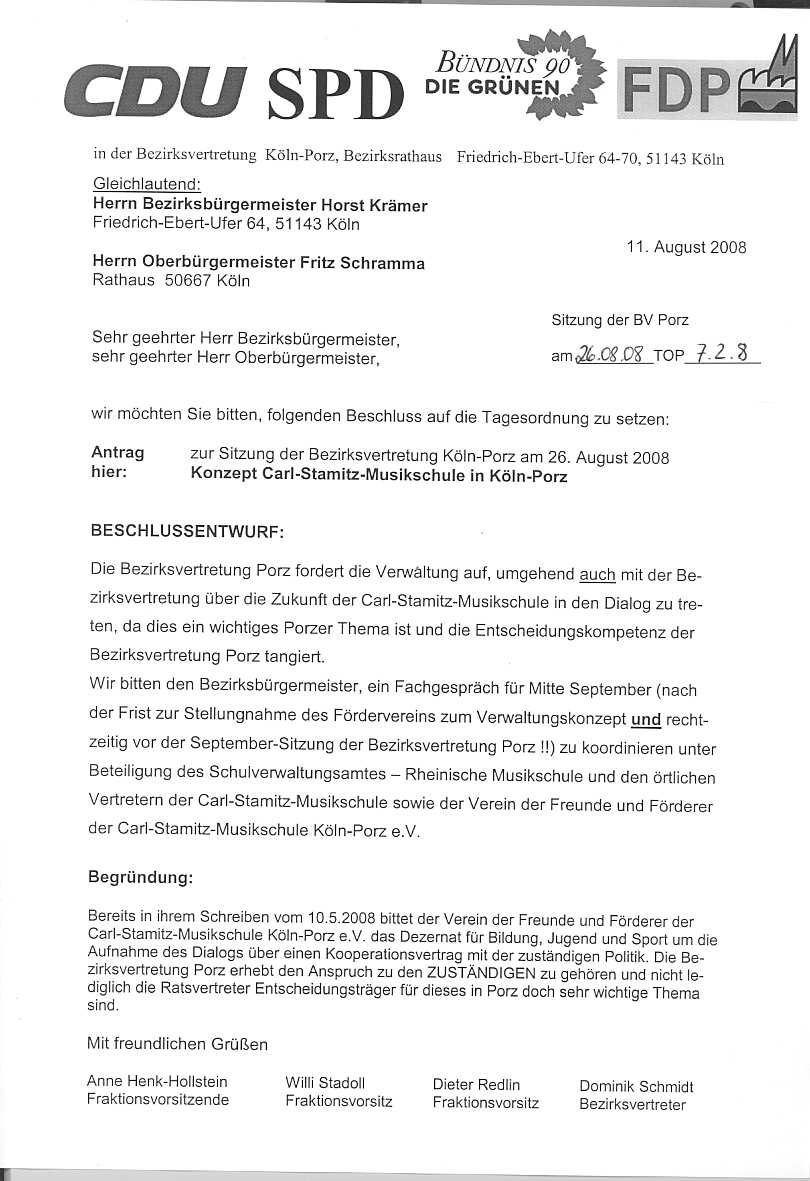 CDU SPD BÜNDNIS 90 DIE GRÜNEN FDP
in der Bezirksvertretung Köln-Porz, Bezirksrathaus Friedrich-Ebert-Ufer 64-70, 51143 Köln
Gleichlautend:
Herrn Bezirksbürgermeister Horst Krämer
Friedrich-Ebert-Ufer 64, 51143 Köln
11. August 2008
Herrn Oberbürgermeister Fritz Schramma
Rathaus 50667 Köln
Sitzung der BV Porz
am 26.08.08 TOP 7.2.8
Sehr geehrter Herr Bezirksbürgermeister,
sehr geehrter Herr Oberbürgermeister,
wir möchten Sie bitten, folgenden Beschluss auf die Tagesordnung zu setzen:
Antrag zur Sitzung der Bezirksvertretung Köln-Porz am 26. August 2008
hier: Konzept Carl-Stamitz-Musikschule in Köln-Porz
BESCHLUSSENTWURF:
Die Bezirksvertretung Porz fordert die Verwaltung auf, umgehend auch mit der Be-
zirksvertretung über die Zukunft der Carl-Stamitz-Musikschule in den Dialog zu tre-
ten, da dies ein wichtiges Porzer Thema ist und die Entscheidungskompetenz der
Bezirksvertretung Porz tangiert.
Wir bitten den Bezirksbürgermeister, ein Fachgespräch für Mitte September (nach
der Frist zur Stellungnahme des Fördervereins zum Verwaltungskonzept und recht-
zeitig vor der September-Sitzung der Bezirksvertretung Porz !!) zu koordinieren unter
Beteiligung des Schulverwaltungsamtes – Rheinische Musikschule und den örtlichen
Vertretern der Carl-Stamitz-Musikschule sowie der Verein der Freunde und Förderer
der Carl-Stamitz-Musikschule Köln-Porz e.V.
Begründung:
Bereits in ihrem Schreiben vom 10.5.2008 bittet der Verein der Freunde und Förderer der
Carl-Stamitz-Musikschule Köln-Porz e.V. das Dezernat für Bildung, Jugend und Sport um die
Aufnahme des Dialogs über einen Kooperationsvertrag mit der zuständigen Politik. Die Be-
zirksvertretung Porz erhebt den Anspruch zu den ZUSTÄNDIGEN zu gehören und nicht le-
diglich die Ratsvertreter Entscheidungsträger für dieses in Porz doch sehr wichtige Thema
sind.
Mit freundlichen Grüßen
Anne Henk-Hollstein Willi Stadoll Dieter Redlin Dominik Schmidt
Fraktionsvorsitzende Fraktionsvorsitz Fraktionsvorsitz Bezirksvertreter